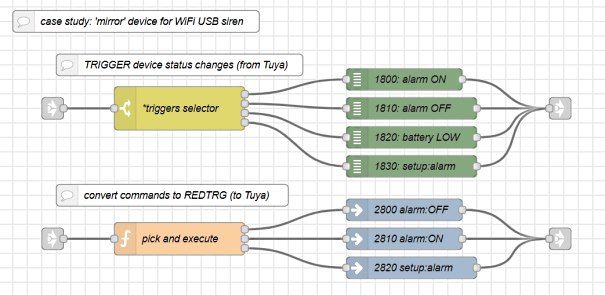 case study: 'mirror' device for WiFi USB siren
TRIGGER device status changes (from Tuya)
*triggers selector
1800: alarm ON
1810: alarm OFF
1820: battery LOW
1830: setup:alarm
convert commands to REDTRG (to Tuya)
pick and execute
2800 alarm:OFF
2810 alarm:ON
2820 setup:alarm